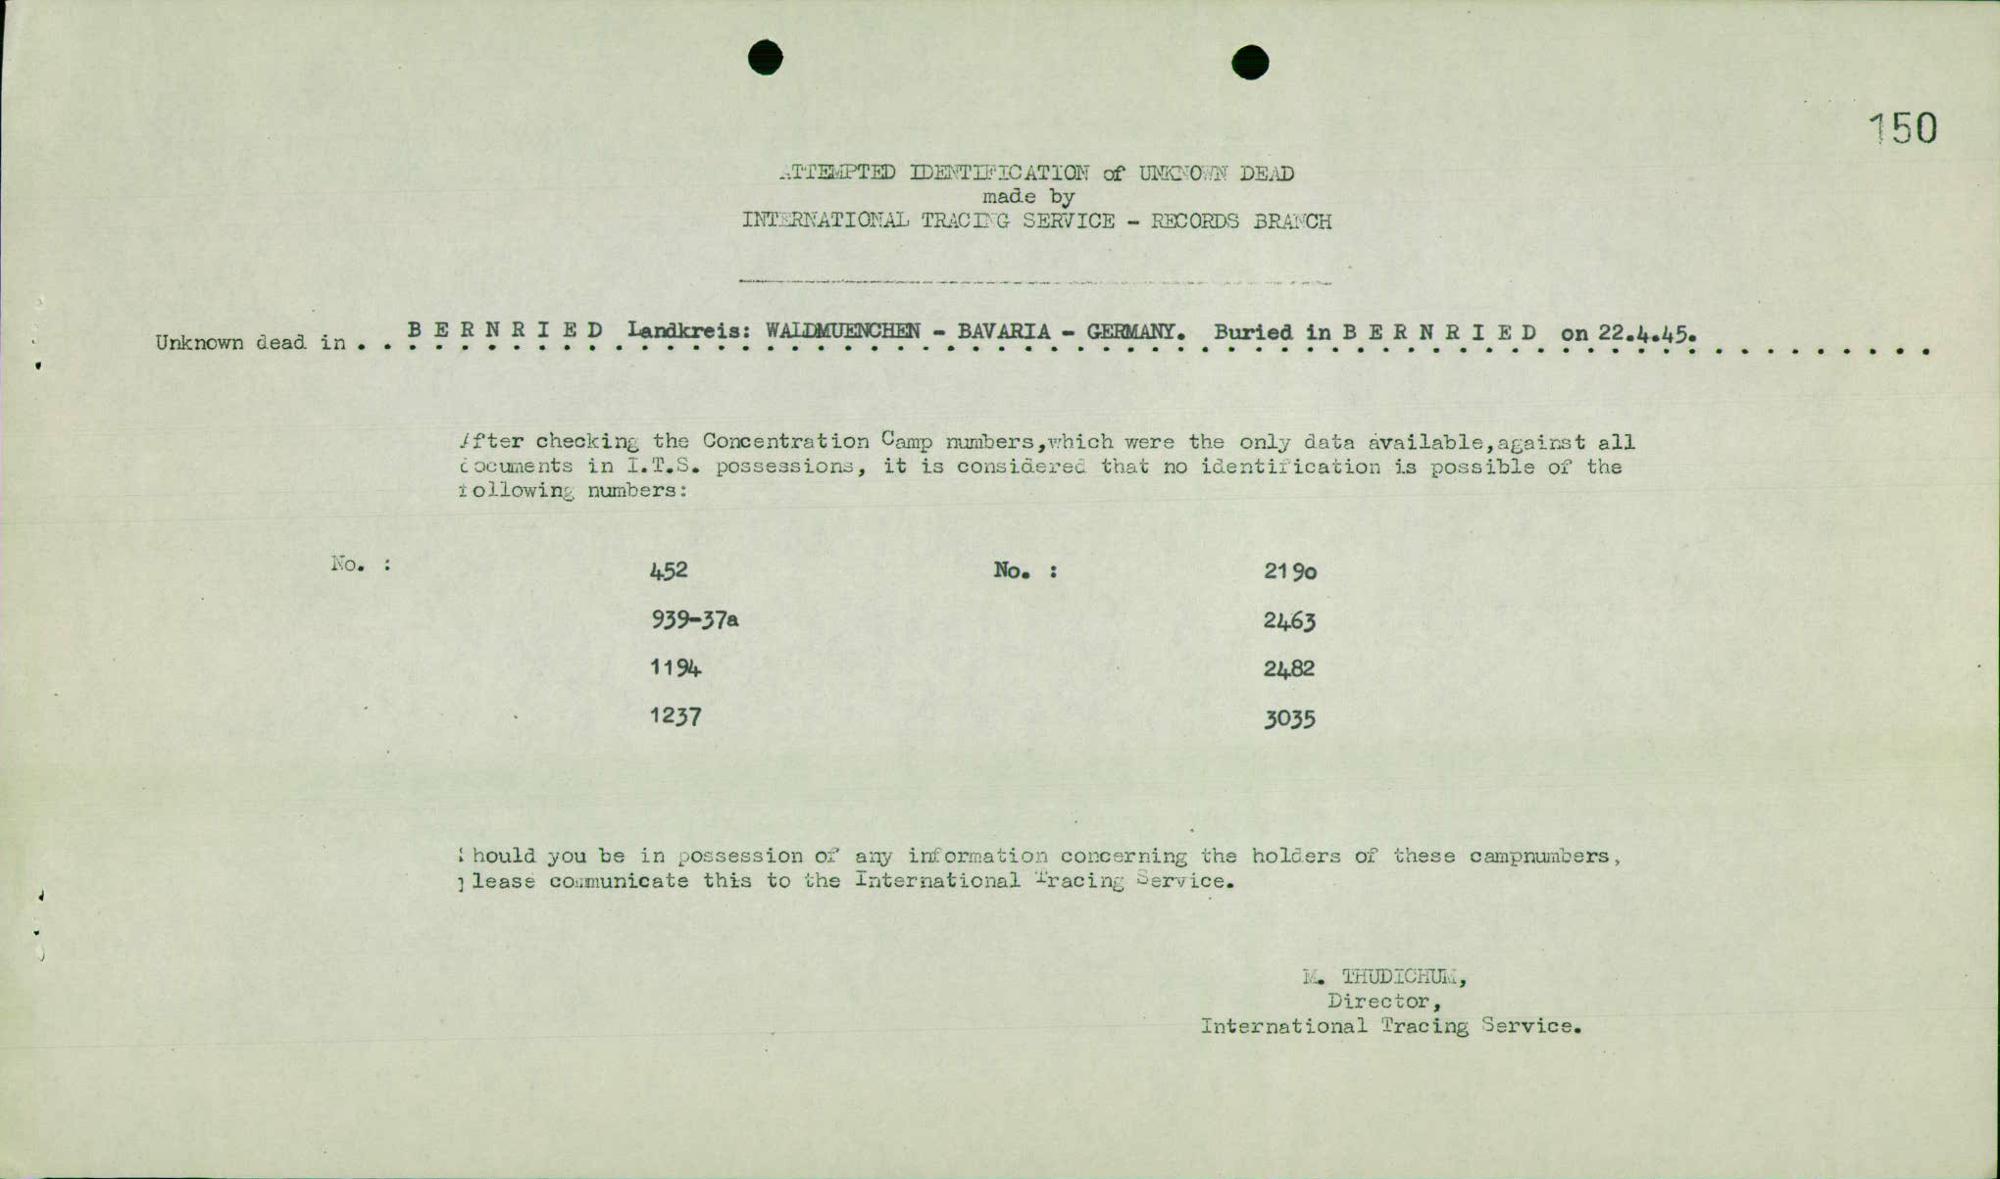 150
ATTEMPTED IDENTIFICATION of UNKNOWN DEAD
made by
INTERNATIONAL TRACING SERVICE - RECORDS BRANCH
Unknown dead in . . B E R N R I E D Landkreis: WALDMUENCHEN - BAVARIA - GERMANY. Buried in B E R N R I E D on 22.4.45.
After checking the Concentration Camp numbers,which were the only data available,against all
documents in I.T.S. possessions, it is considered that no identification is possible of the
following numbers:
No. : 452 No. : 2190
939-37a 2463
1194 2482
1237 3035
Should you be in possession of any information concerning the holders of these campnumbers,
please communicate this to the International Tracing Service.
M. THUDICHUM,
Director,
International Tracing Service.